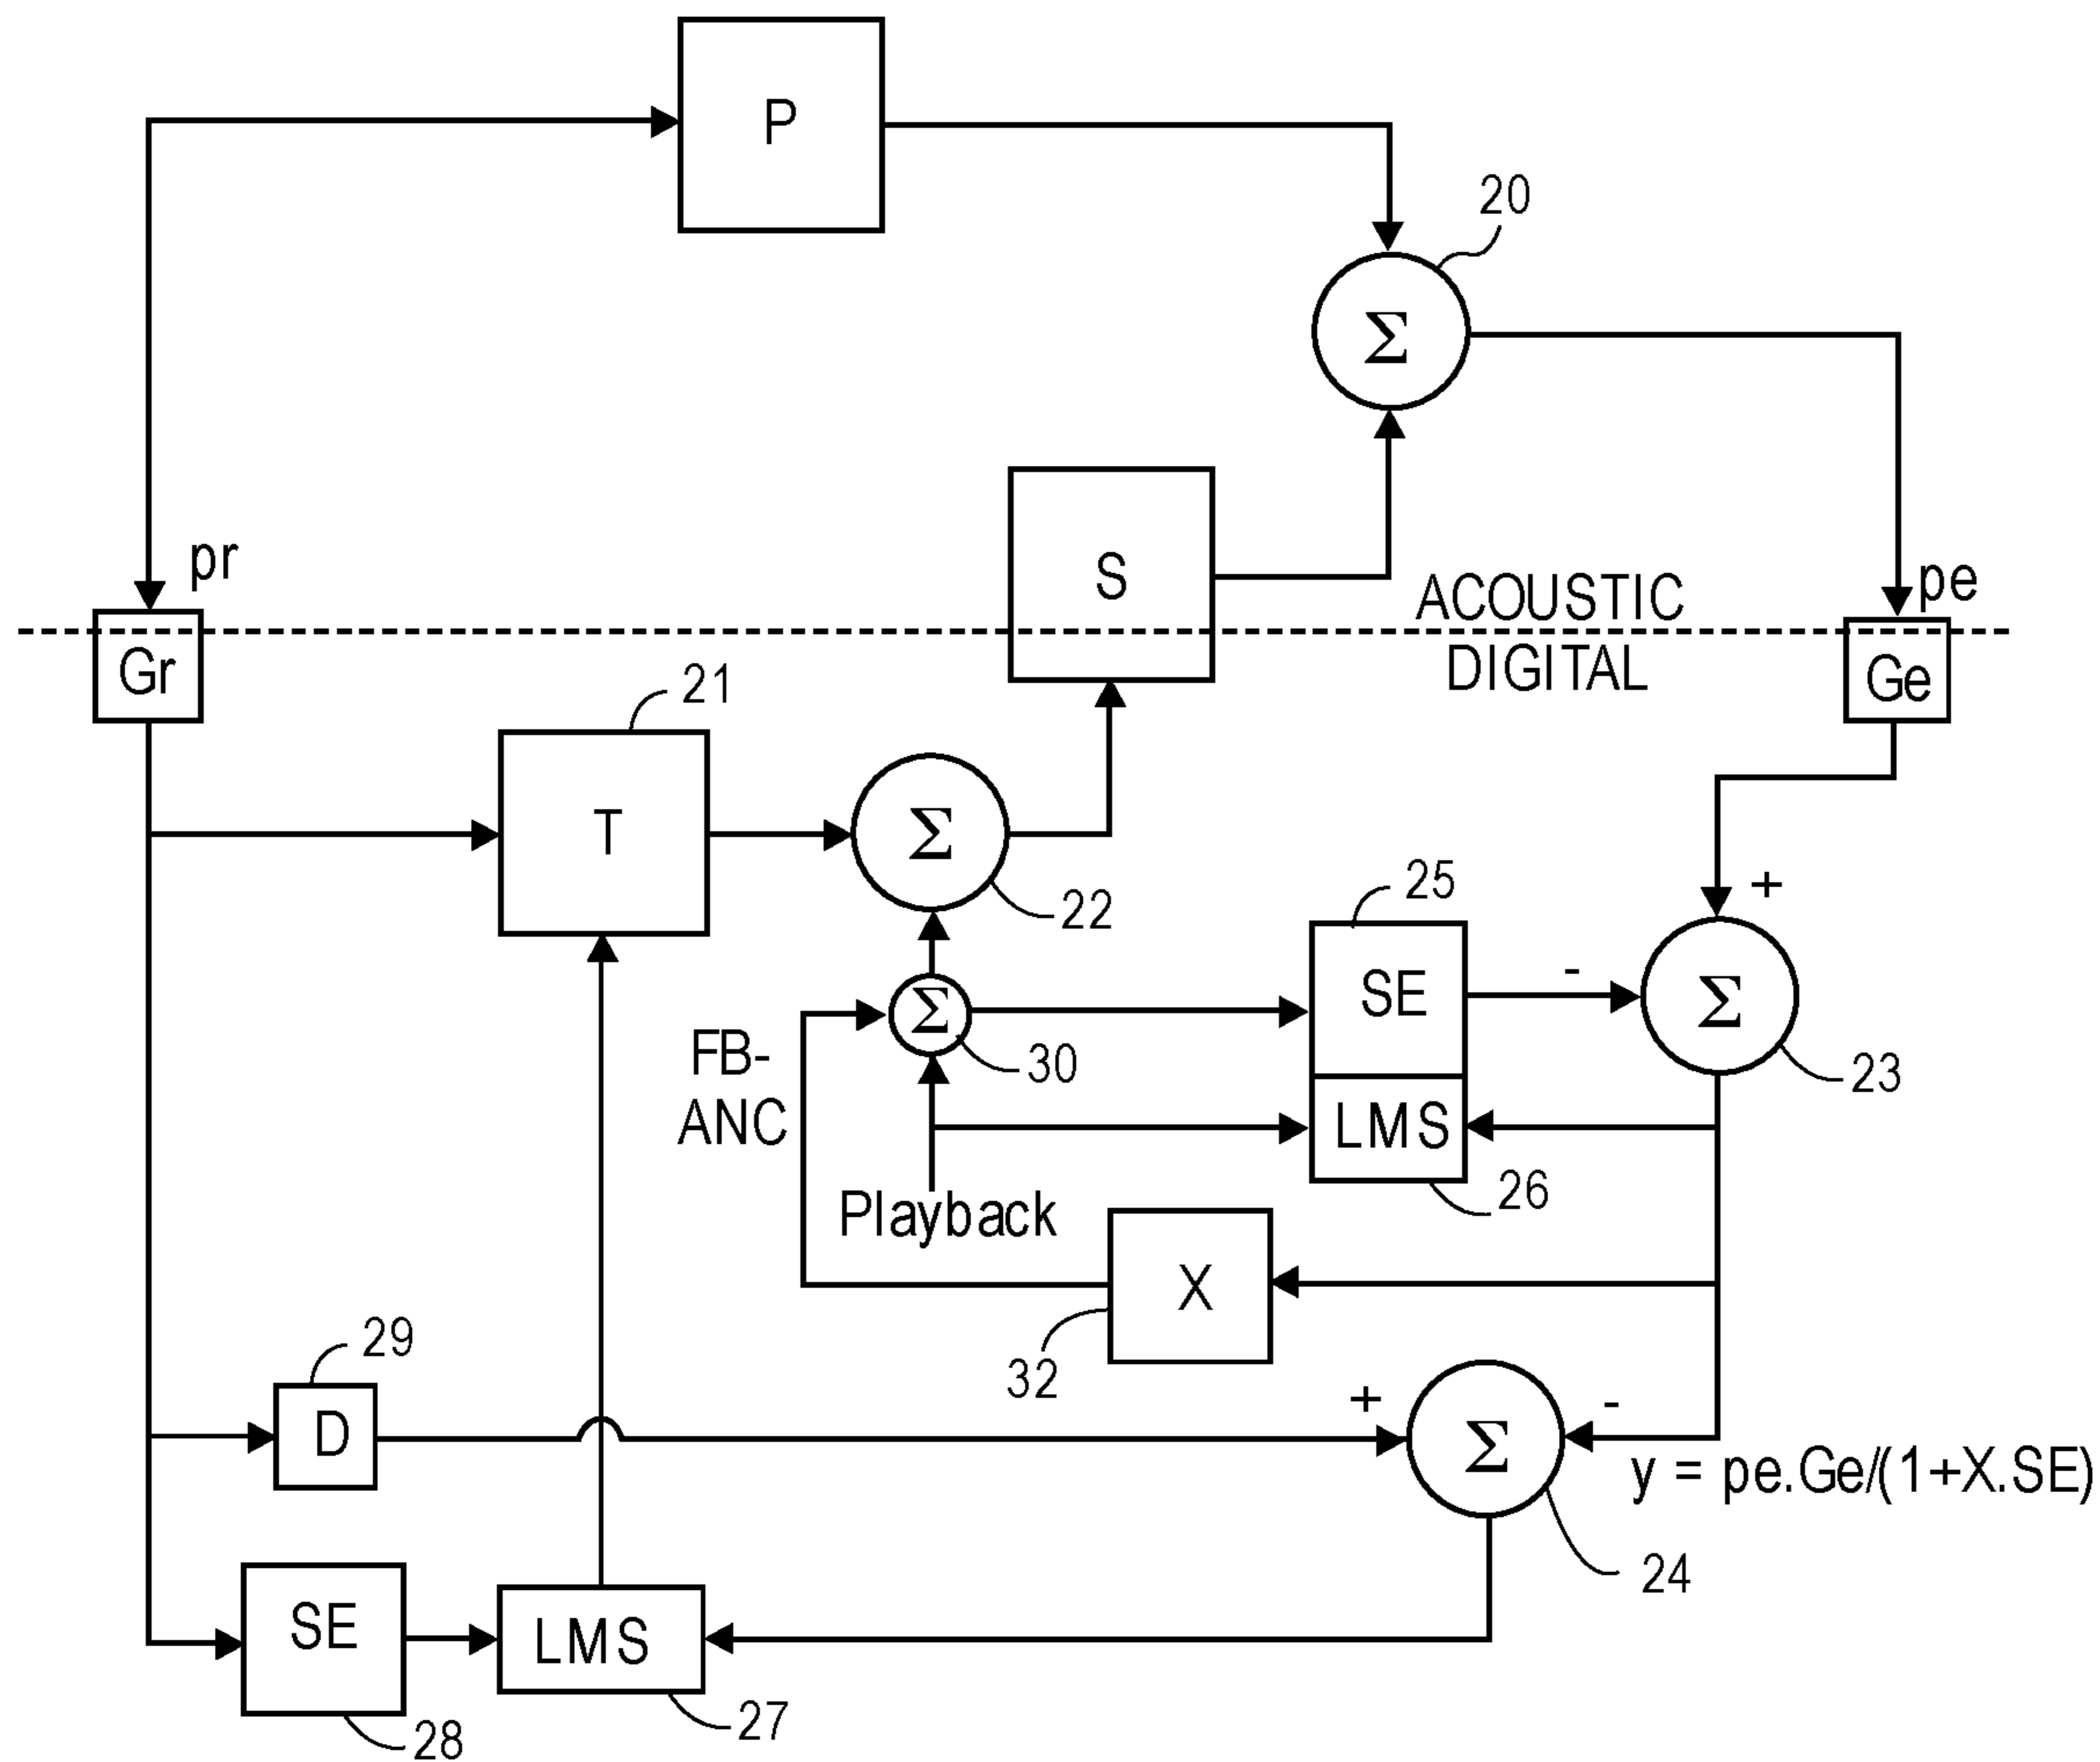 P
20
Σ
pr
S
ACOUSTIC
pe
DIGITAL
Gr
Ge
21
T
Σ
22
25
+
SE
-
Σ
23
FB-
ANC
Σ
30
LMS
26
Playback
X
32
29
D
+
-
Σ
y = pe.Ge/(1+X.SE)
24
SE
LMS
28
27